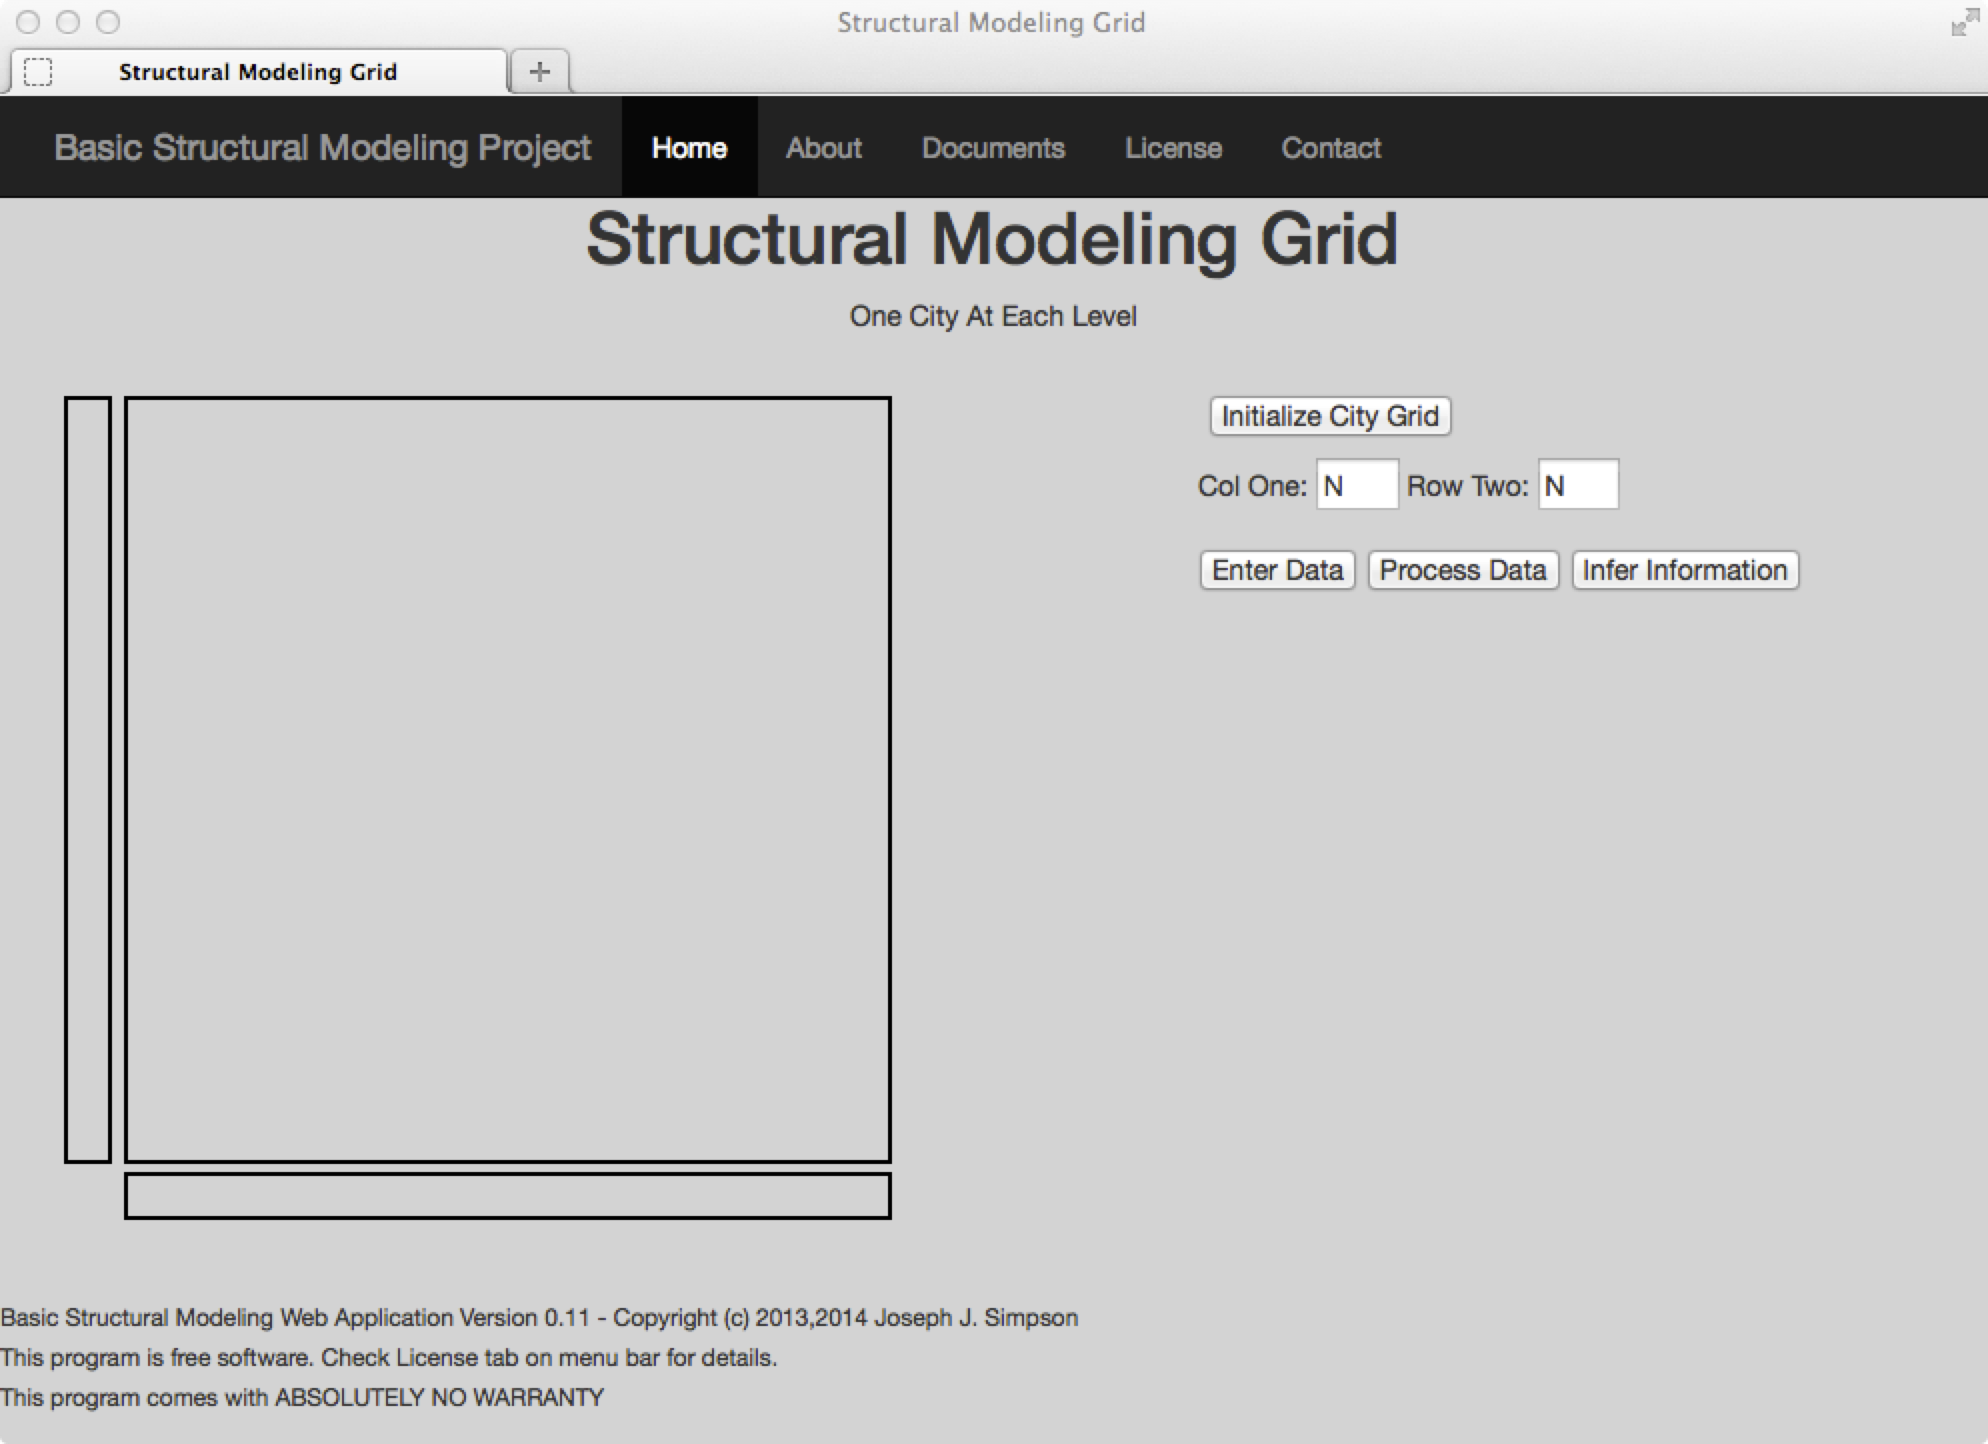 Structural Modeling Grid
Structural Modeling Grid
Basic Structural Modeling Project Home About Documents License Contact
Structural Modeling Grid
One City At Each Level
Initialize City Grid
Col One: N Row Two: N
Enter Data Process Data Infer Information
Basic Structural Modeling Web Application Version 0.11 - Copyright (c) 2013,2014 Joseph J. Simpson
This program is free software. Check License tab on menu bar for details.
This program comes with ABSOLUTELY NO WARRANTY